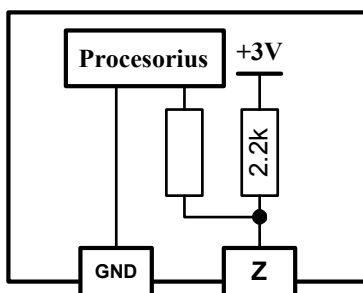 Procesorius
+3V
2.2k
GND
Z